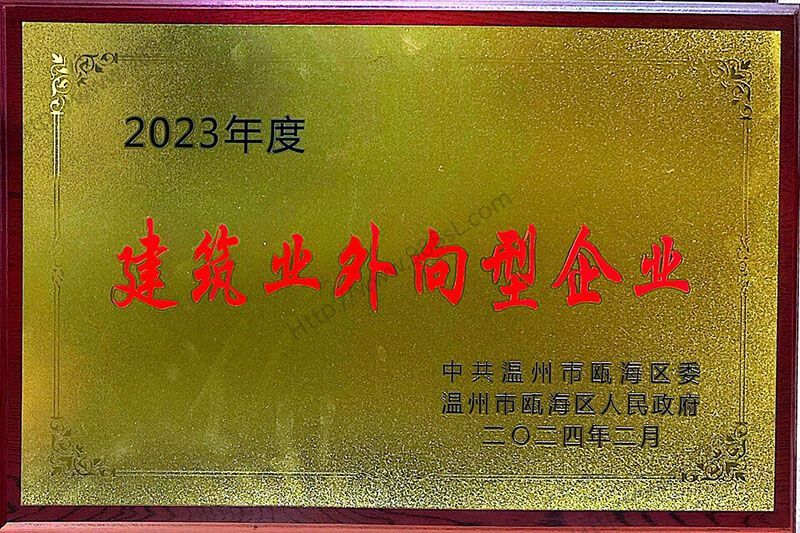 2023年度
建筑业外向型企业
中共温州市瓯海区委
温州市瓯海区人民政府
二〇二四年二月